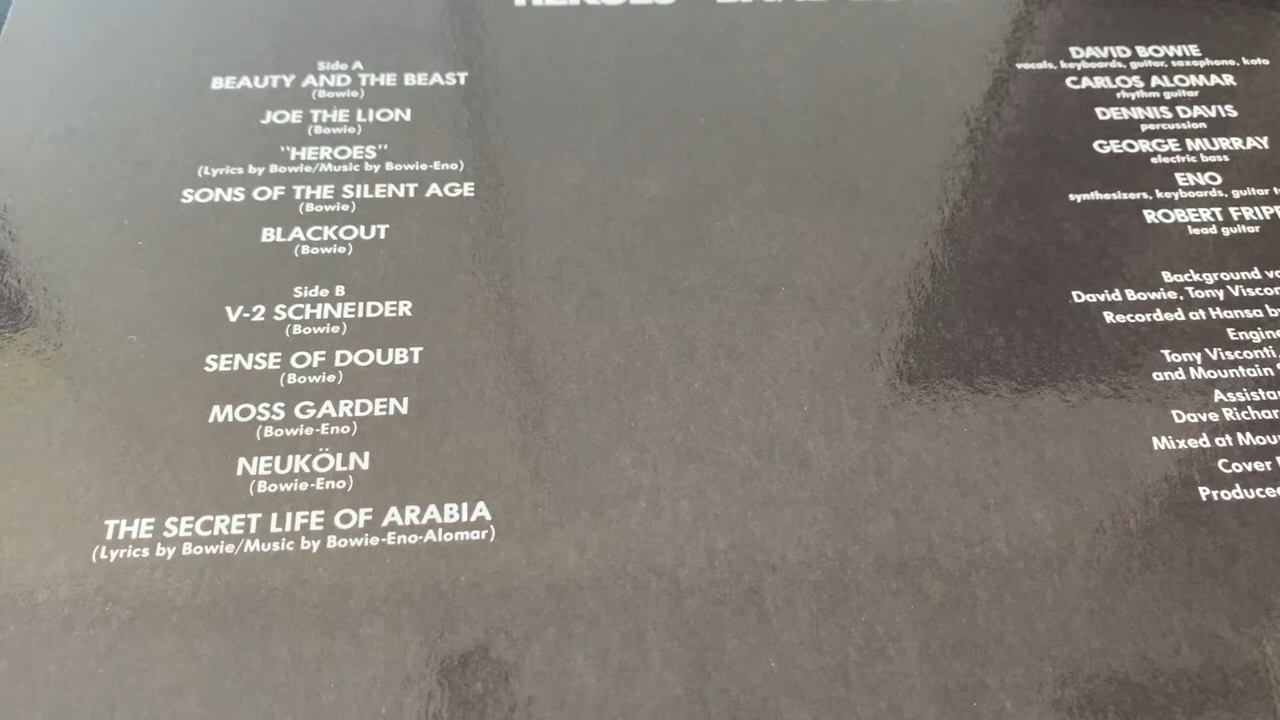 Side A
BEAUTY AND THE BEAST
(Bowie)
JOE THE LION
(Bowie)
"HEROES"
(Lyrics by Bowie/Music by Bowie-Eno)
SONS OF THE SILENT AGE
(Bowie)
BLACKOUT
(Bowie)
Side B
V-2 SCHNEIDER
(Bowie)
SENSE OF DOUBT
(Bowie)
MOSS GARDEN
(Bowie-Eno)
NEUKÖLN
(Bowie-Eno)
THE SECRET LIFE OF ARABIA
(Lyrics by Bowie/Music by Bowie-Eno-Alomar)
DAVID BOWIE
vocals, keyboards, guitar, saxophone, koto
CARLOS ALOMAR
rhythm guitar
DENNIS DAVIS
percussion
GEORGE MURRAY
electric bass
ENO
synthesizers, keyboards, guitar
ROBERT FRIPP
lead guitar
Background
David Bowie, Tony
Recorded at Hansa
Tony Visconti
and Mountain
Dave
Mixed at
Cover